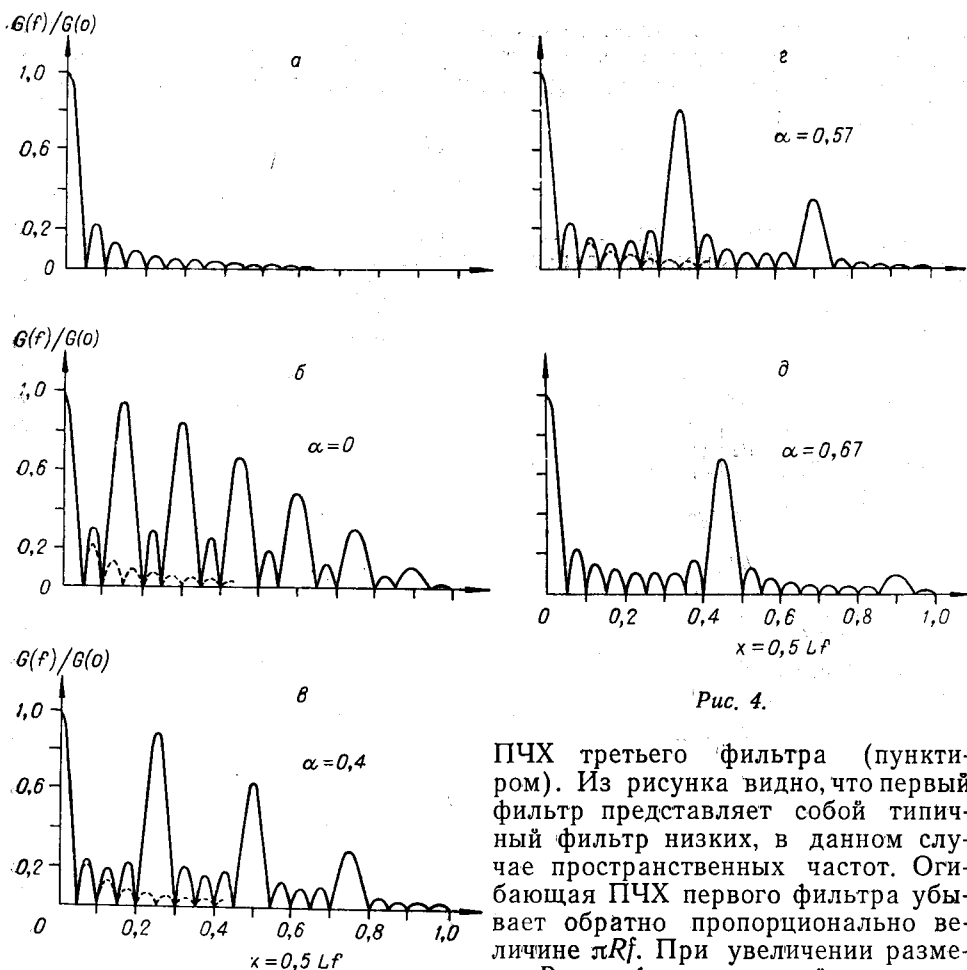 G(f)/G(0)
а
1,0
0,6
0,2
0
г
α = 0,57
G(f)/G(0)
б
1,0
α = 0
0,6
0,2
0
д
α = 0,67
0 0,2 0,4 0,6 0,8 1,0
x = 0,5 Lf
Рис. 4.
G(f)/G(0)
в
1,0
α = 0,4
0,6
0,2
0 0,2 0,4 0,6 0,8 1,0
x = 0,5 Lf
ПЧХ третьего фильтра (пункти-
ром). Из рисунка видно, что первый
фильтр представляет собой типич-
ный фильтр низких, в данном слу-
чае пространственных частот. Оги-
бающая ПЧХ первого фильтра убы-
вает обратно пропорционально ве-
личине πRf. При увеличении разме-